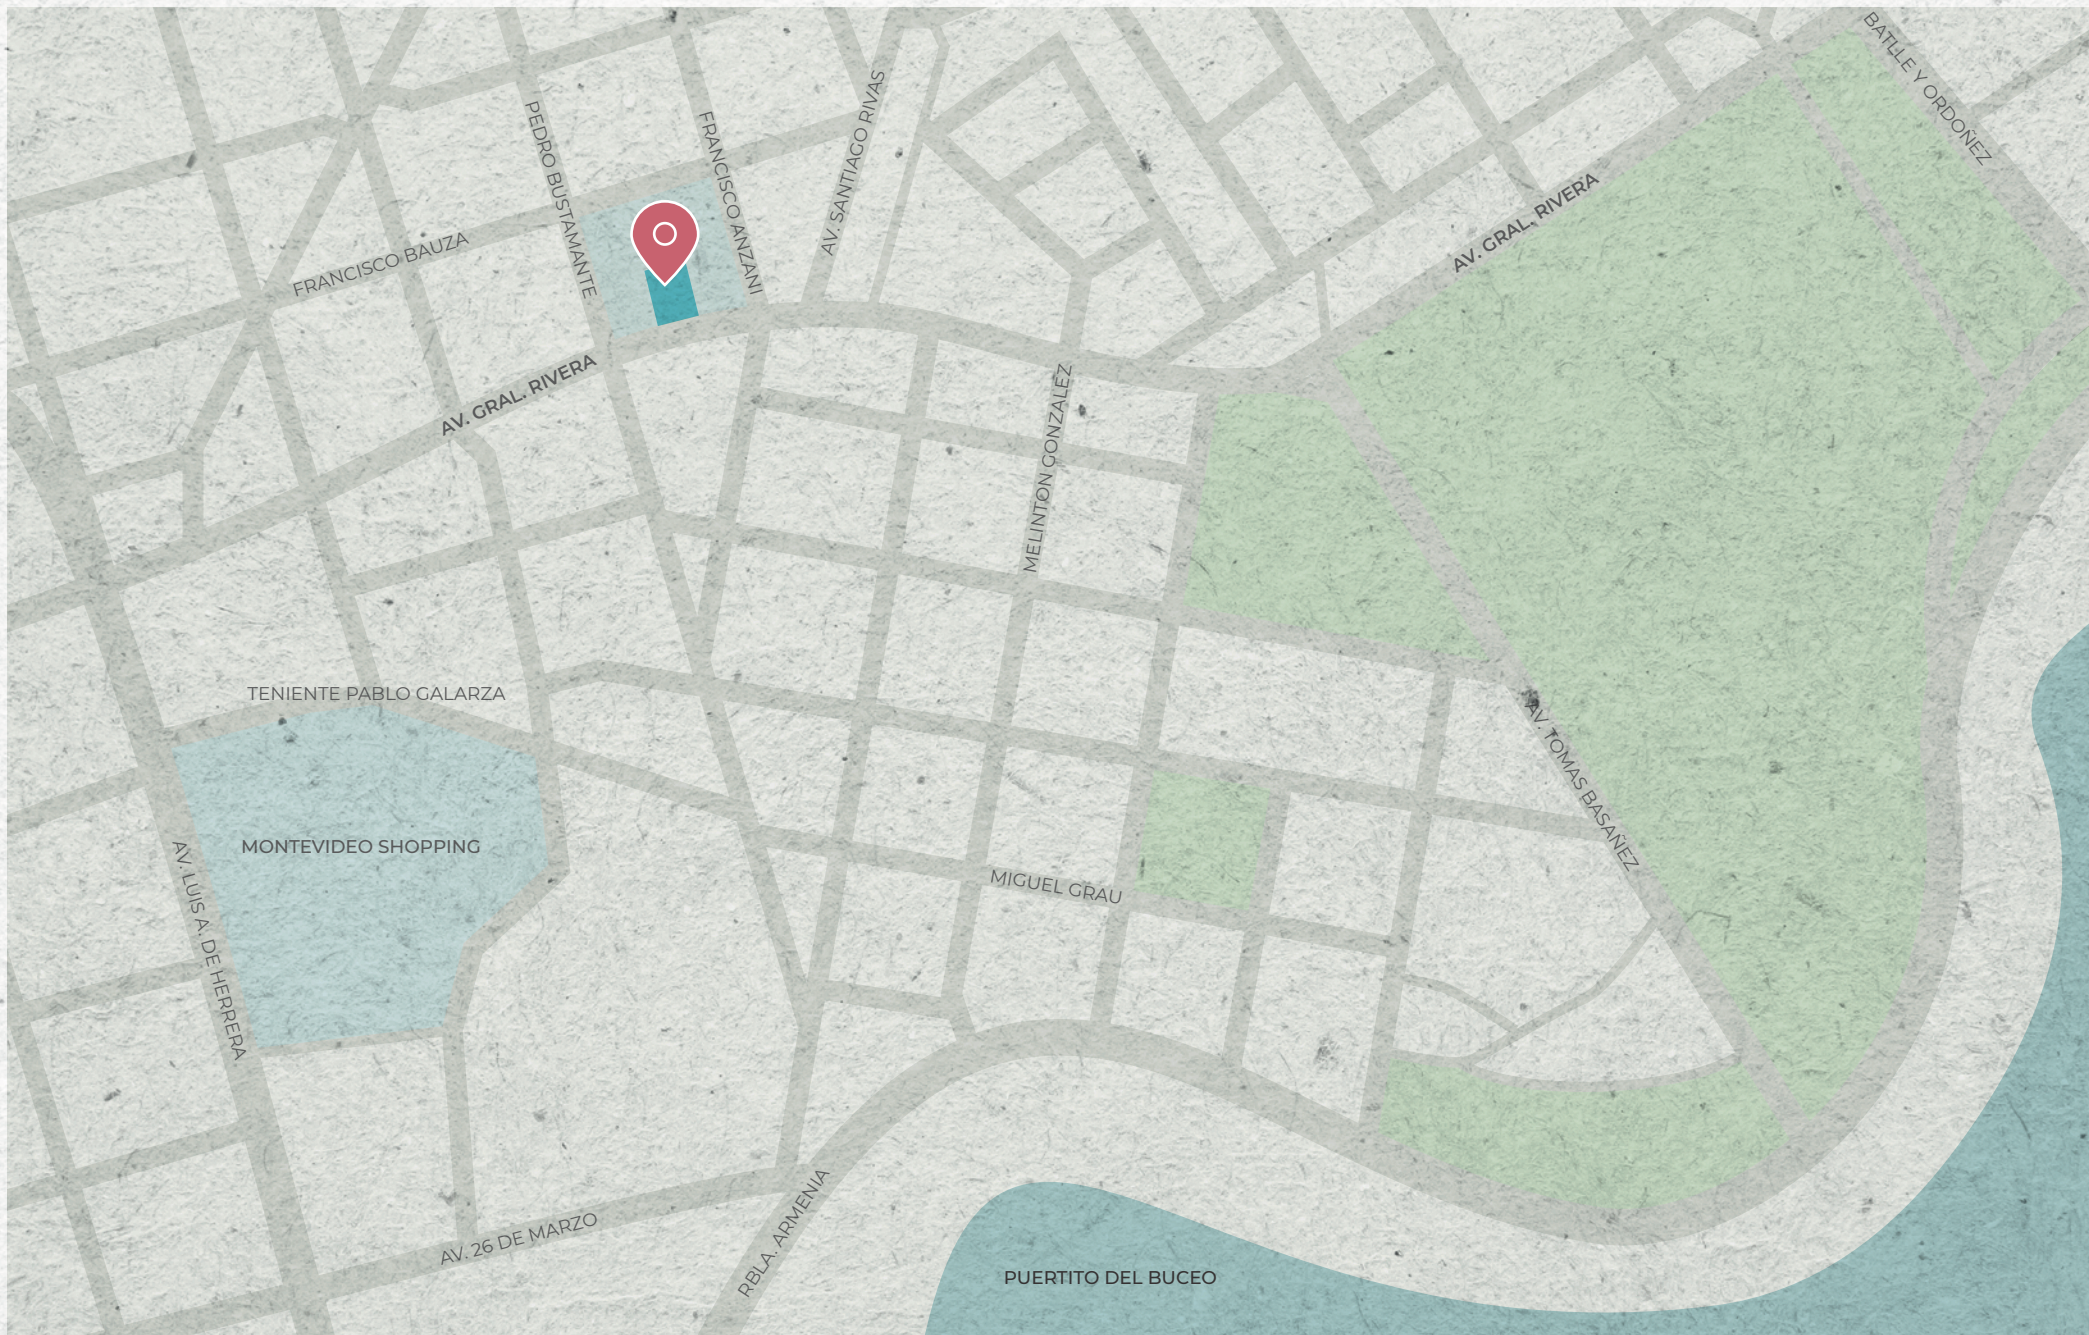 BATLLE Y ORDOÑEZ
PEDRO BUSTAMANTE
FRANCISCO ANZANI
AV. SANTIAGO RIVAS
AV. GRAL. RIVERA
FRANCISCO BAUZA
AV. GRAL. RIVERA
MELINTON GONZALEZ
TENIENTE PABLO GALARZA
AV. TOMAS BASAÑEZ
MONTEVIDEO SHOPPING
AV. LUIS A. DE HERRERA
MIGUEL GRAU
AV. 26 DE MARZO
RBLA. ARMENIA
PUERTITO DEL BUCEO